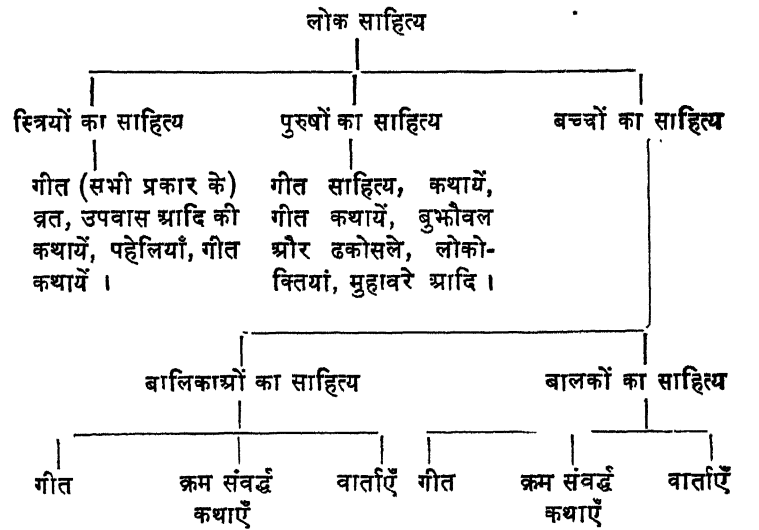 लोक साहित्य
स्त्रियों का साहित्य पुरुषों का साहित्य बच्चों का साहित्य
गीत (सभी प्रकार के)
व्रत, उपवास आदि की
कथायें, पहेलियाँ, गीत
कथायें ।
गीत साहित्य, कथायें,
गीत कथायें, बुझौवल
और ढकोसले, लोको-
क्तियां, मुहावरे आदि ।
बालिकाओं का साहित्य बालकों का साहित्य
गीत क्रम संवर्द्ध वार्ताएँ गीत क्रम संवर्द्ध वार्ताएँ
कथाएँ कथाएँ